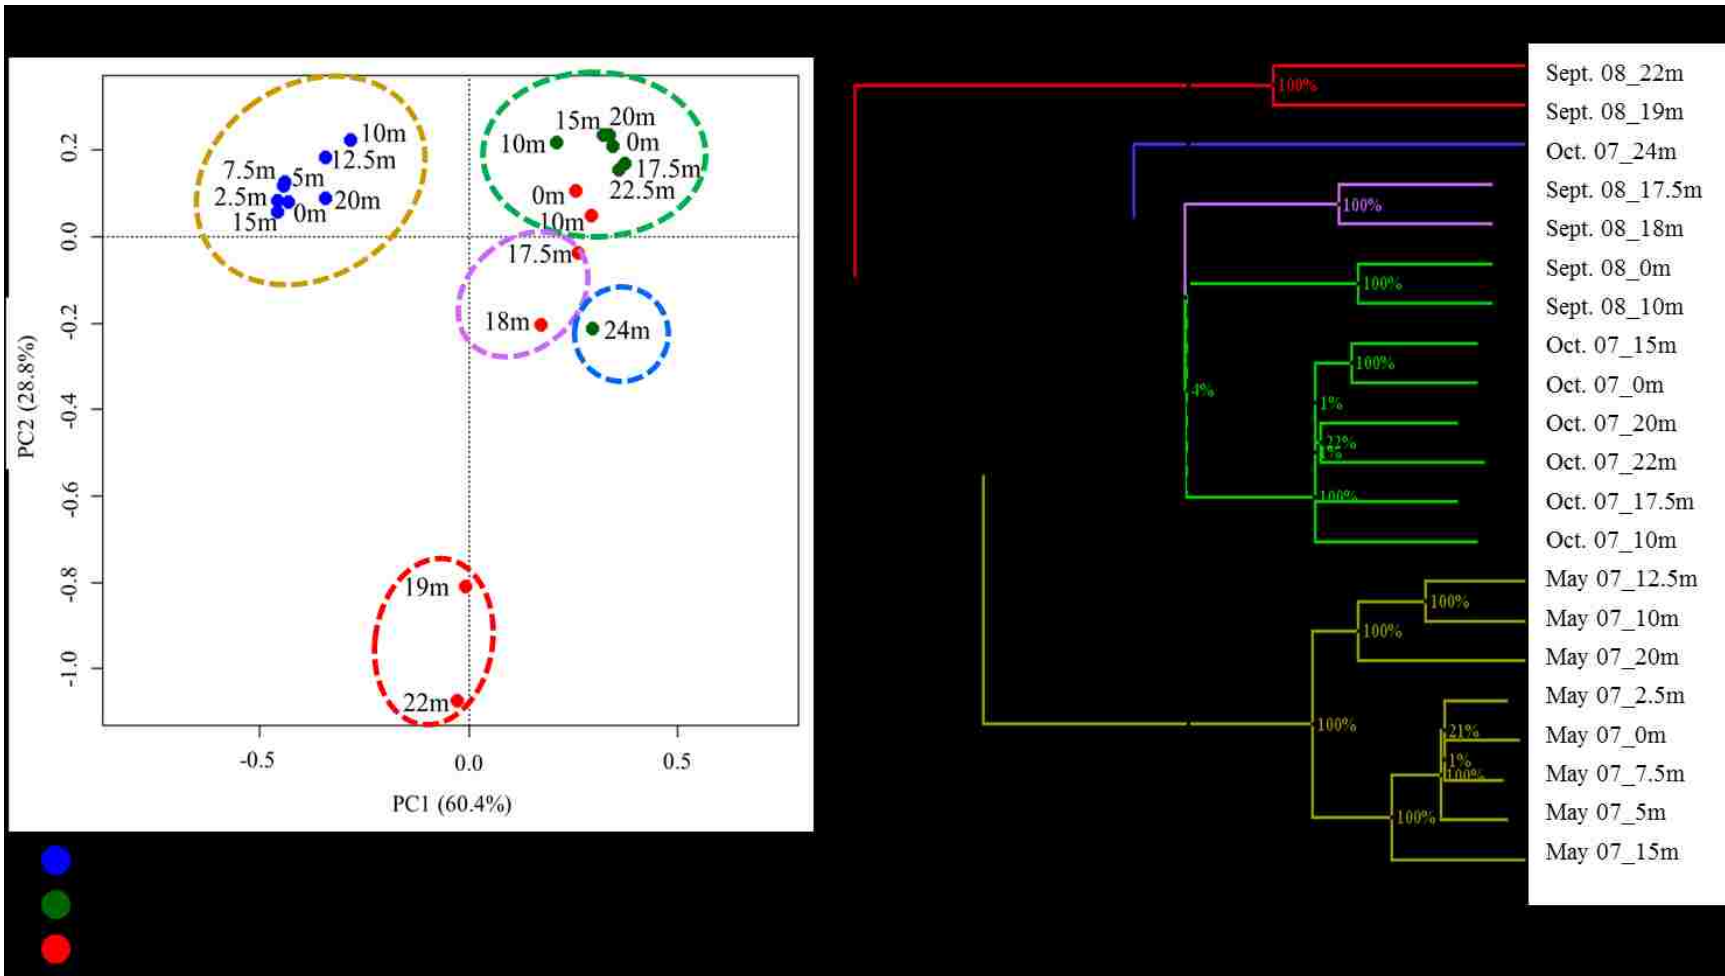 15m 20m
10m 0m
17.5m
22.5m
0m
10m
10m
12.5m
7.5m 5m
2.5m 20m
15m 0m
17.5m
18m 24m
19m
22m
0.2
0.0
-0.2
-0.4
-0.6
-0.8
-1.0
PC2 (28.8%)
-0.5 0.0 0.5
PC1 (60.4%)
100%
100%
100%
100%
4%
1%
22%
100%
100%
100%
100%
21%
1%
100%
100%
Sept. 08_22m
Sept. 08_19m
Oct. 07_24m
Sept. 08_17.5m
Sept. 08_18m
Sept. 08_0m
Sept. 08_10m
Oct. 07_15m
Oct. 07_0m
Oct. 07_20m
Oct. 07_22m
Oct. 07_17.5m
Oct. 07_10m
May 07_12.5m
May 07_10m
May 07_20m
May 07_2.5m
May 07_0m
May 07_7.5m
May 07_5m
May 07_15m